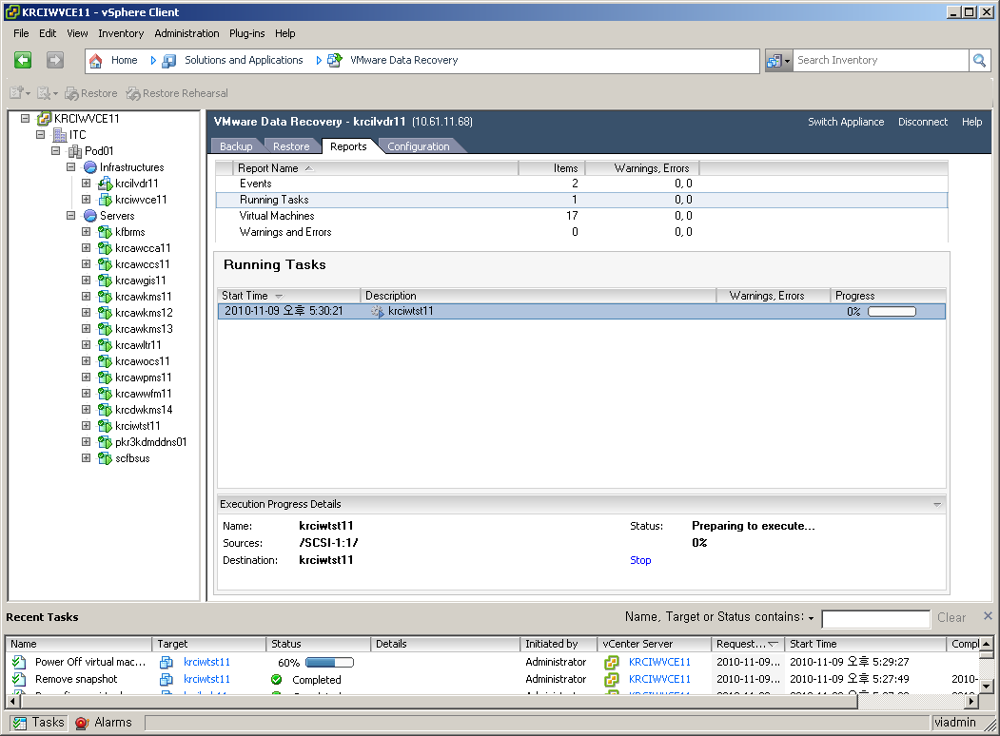 KRCIWVCE11 - vSphere Client
File Edit View Inventory Administration Plug-ins Help
Home Solutions and Applications VMware Data Recovery Search Inventory
Restore Restore Rehearsal
KRCIWVCE11
ITC
Pod01
Infrastructures
krcilvdr11
krciwvce11
Servers
kfbrms
krcawcca11
krcawccs11
krcawgis11
krcawkms11
krcawkms12
krcawkms13
krcawltr11
krcawocs11
krcawpms11
krcawwfm11
krcdwkms14
krciwtst11
pkr3kdmddns01
scfbsus
VMware Data Recovery - krcilvdr11 (10.61.11.68) Switch Appliance Disconnect Help
Backup Restore Reports Configuration
Report Name Items Warnings, Errors
Events 2 0, 0
Running Tasks 1 0, 0
Virtual Machines 17 0, 0
Warnings and Errors 0 0, 0
Running Tasks
Start Time Description Warnings, Errors Progress
2010-11-09 오후 5:30:21 krciwtst11 0%
Execution Progress Details
Name: krciwtst11 Status: Preparing to execute...
Sources: /SCSI-1:1/ 0%
Destination: krciwtst11 Stop
Recent Tasks Name, Target or Status contains: Clear
Name Target Status Details Initiated by vCenter Server Request... Start Time Compl
Power Off virtual mac... krciwtst11 60% Administrator KRCIWVCE11 2010-11-09... 2010-11-09 오후 5:29:27
Remove snapshot krciwtst11 Completed Administrator KRCIWVCE11 2010-11-09... 2010-11-09 오후 5:27:49 2010-
Tasks Alarms viadmin